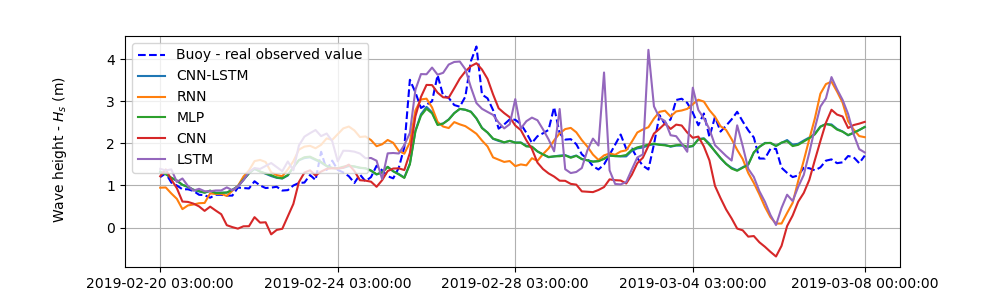 Buoy - real observed value
CNN-LSTM
RNN
MLP
CNN
LSTM
Wave height - Hs (m)
4
3
2
1
0
2019-02-20 03:00:00
2019-02-24 03:00:00
2019-02-28 03:00:00
2019-03-04 03:00:00
2019-03-08 00:00:00